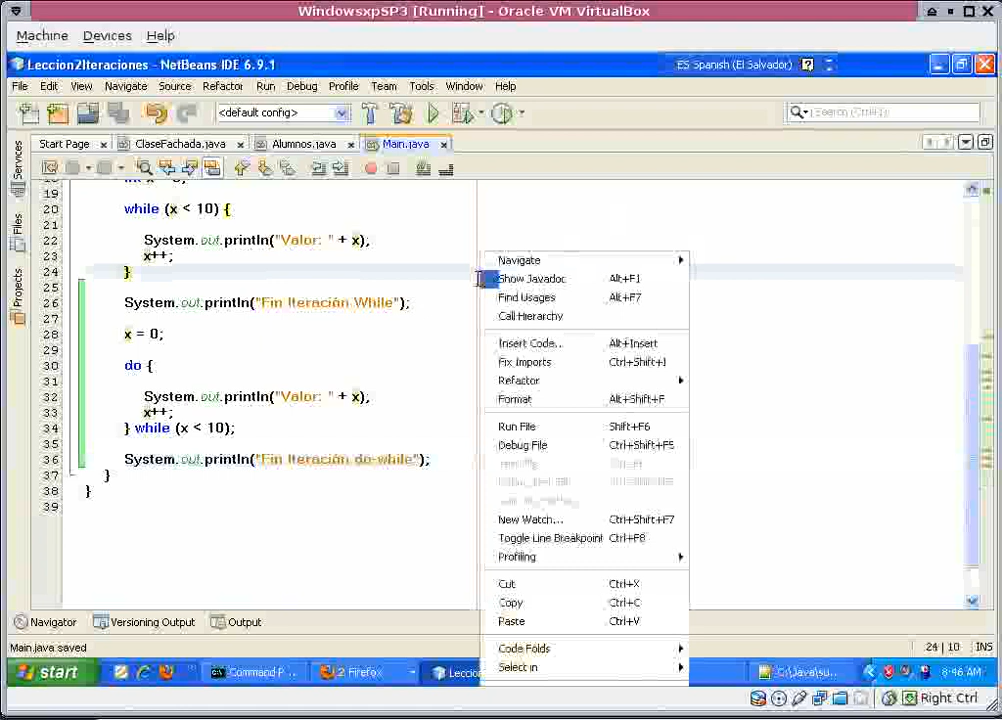 WindowsxpSP3 [Running] - Oracle VM VirtualBox
Machine Devices Help
Leccion2Iteraciones - NetBeans IDE 6.9.1
ES Spanish (El Salvador)
File Edit View Navigate Source Refactor Run Debug Profile Team Tools Window Help
<default config>
Search (Ctrl+I)
Start Page ClaseFachada.java Alumnos.java Main.java
Services
Files
Projects
19
20 while (x < 10) {
21
22 System.out.println("Valor: " + x);
23 x++;
24 }
25
26 System.out.println("Fin Iteración While");
27
28 x = 0;
29
30 do {
31
32 System.out.println("Valor: " + x);
33 x++;
34 } while (x < 10);
35
36 System.out.println("Fin Iteración do-while");
37 }
38 }
39
Navigate
Show Javadoc Alt+F1
Find Usages Alt+F7
Call Hierarchy
Insert Code... Alt+Insert
Fix Imports Ctrl+Shift+I
Refactor
Format Alt+Shift+F
Run File Shift+F6
Debug File Ctrl+Shift+F5
New Watch... Ctrl+Shift+F7
Toggle Line Breakpoint Ctrl+F8
Profiling
Cut Ctrl+X
Copy Ctrl+C
Paste Ctrl+V
Code Folds
Select in
Navigator Versioning Output Output
Main.java saved
24 | 10 INS
start Command P... 2 Firefox Leccio C:\Java\su... 8:46 AM
Right Ctrl